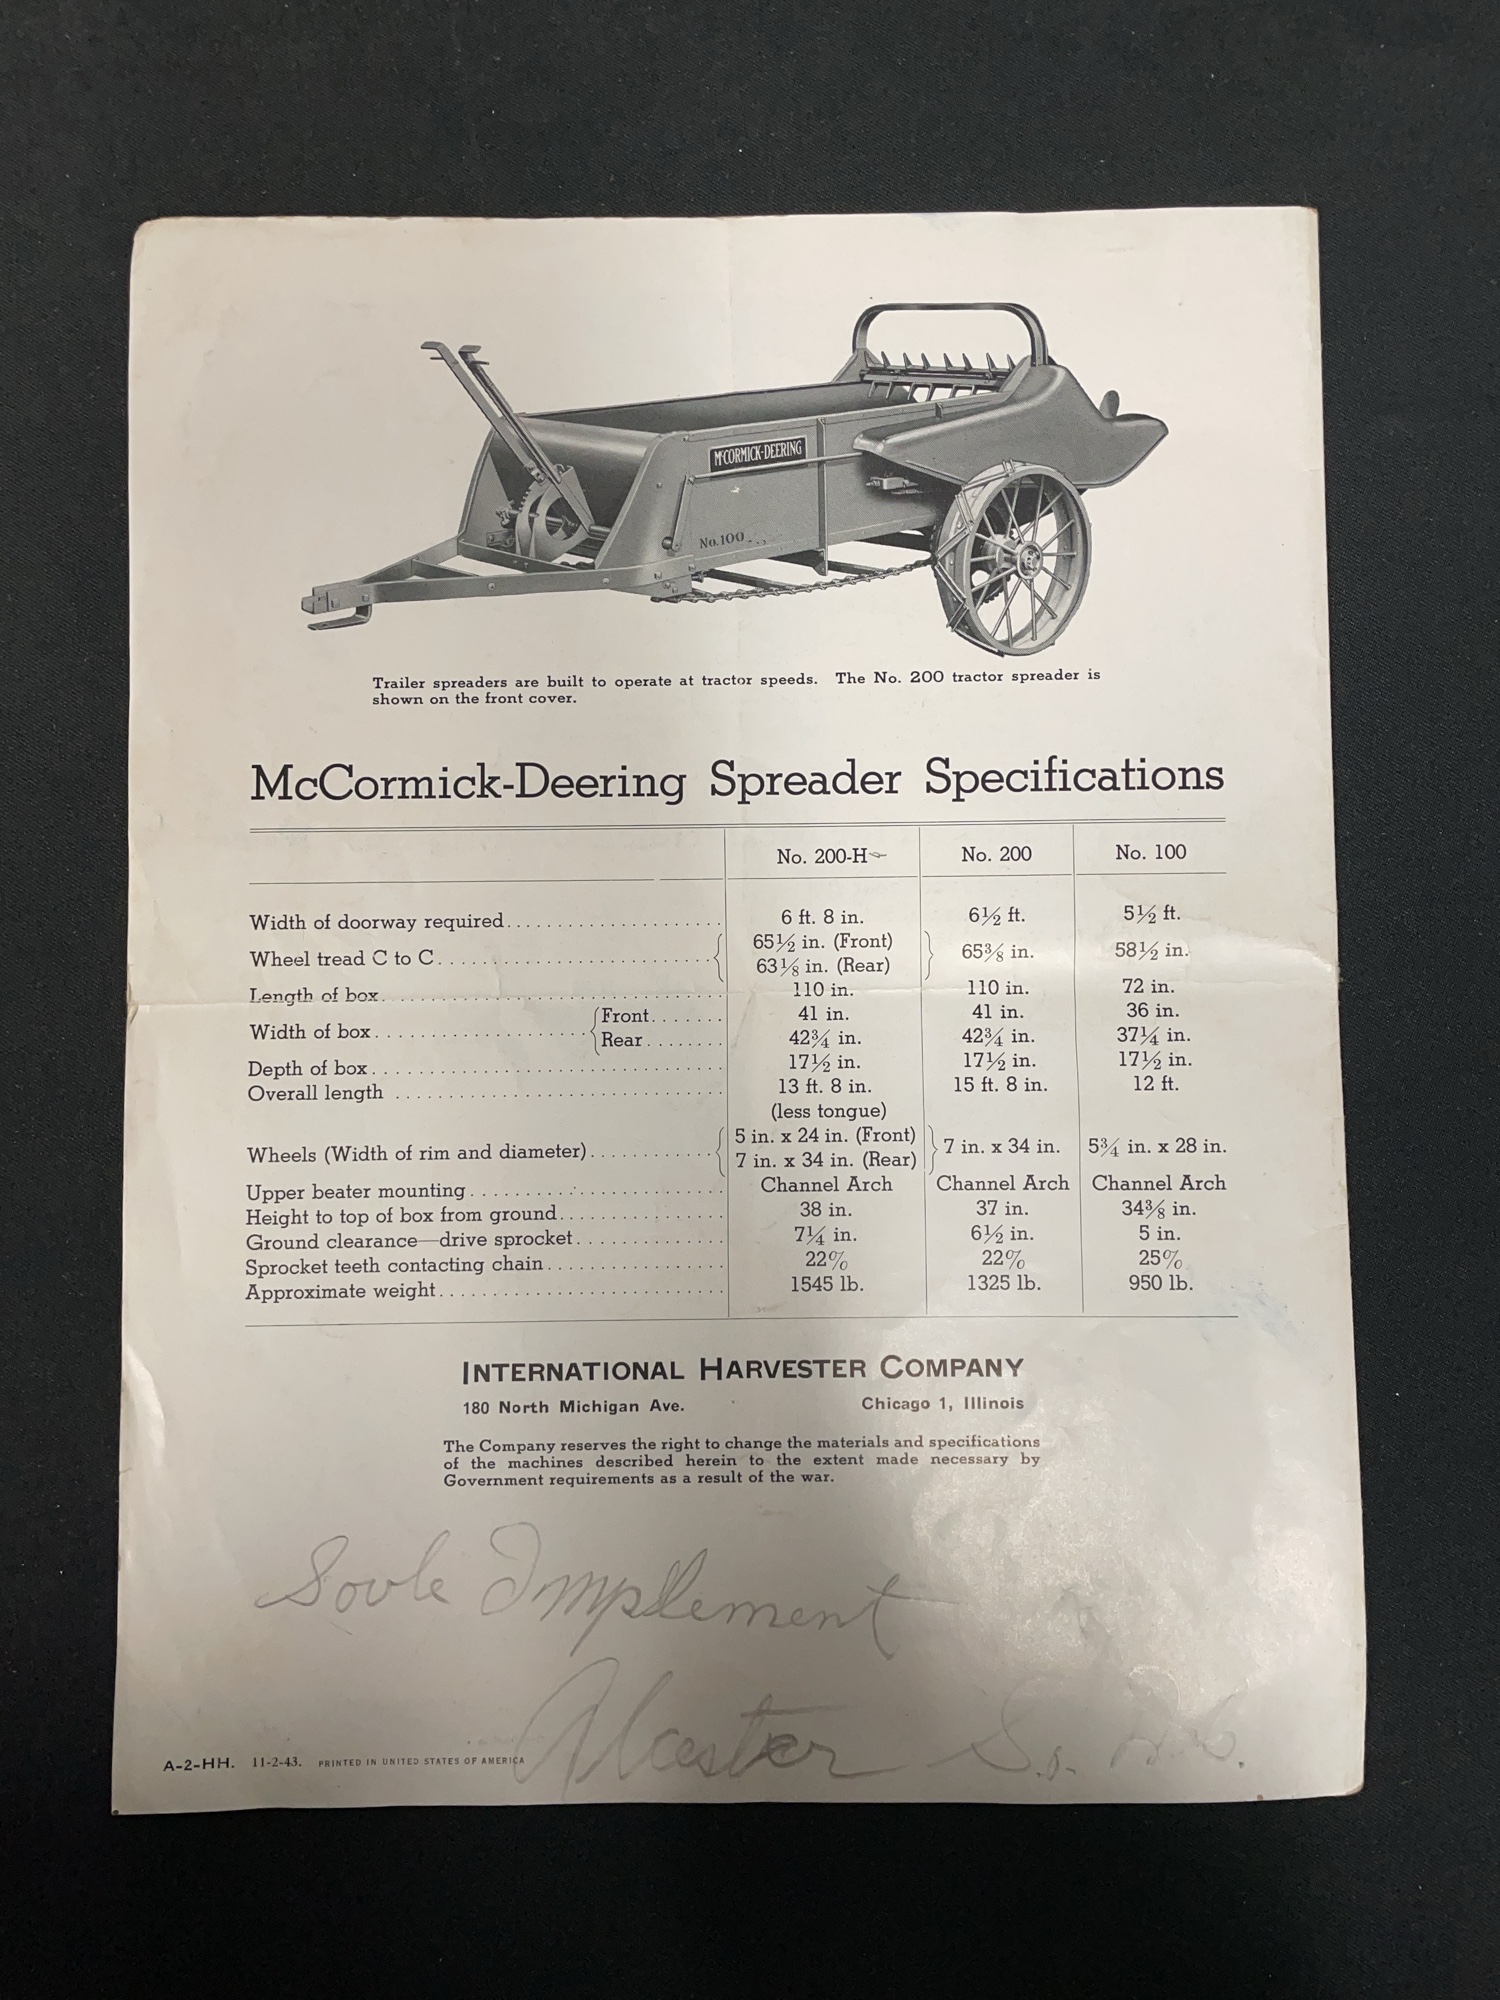 McCORMICK-DEERING
No. 100
Trailer spreaders are built to operate at tractor speeds. The No. 200 tractor spreader is
shown on the front cover.
McCormick-Deering Spreader Specifications
No. 200-H No. 200 No. 100
Width of doorway required 6 ft. 8 in. 6½ ft. 5½ ft.
Wheel tread C to C 65½ in. (Front) 63⅛ in. (Rear) 65⅜ in. 58½ in.
Length of box 110 in. 110 in. 72 in.
Width of box Front 41 in. 41 in. 36 in.
Rear 42¾ in. 42¾ in. 37¼ in.
Depth of box 17½ in. 17½ in. 17½ in.
Overall length 13 ft. 8 in. 15 ft. 8 in. 12 ft.
(less tongue)
Wheels (Width of rim and diameter) 5 in. x 24 in. (Front) 7 in. x 34 in. (Rear) 7 in. x 34 in. 5¾ in. x 28 in.
Upper beater mounting Channel Arch Channel Arch Channel Arch
Height to top of box from ground 38 in. 37 in. 34⅜ in.
Ground clearance—drive sprocket 7¼ in. 6½ in. 5 in.
Sprocket teeth contacting chain 22% 22% 25%
Approximate weight 1545 lb. 1325 lb. 950 lb.
INTERNATIONAL HARVESTER COMPANY
180 North Michigan Ave. Chicago 1, Illinois
The Company reserves the right to change the materials and specifications
of the machines described herein to the extent made necessary by
Government requirements as a result of the war.
Implement
A-2-HH. 11-2-43. PRINTED IN UNITED STATES OF AMERICA